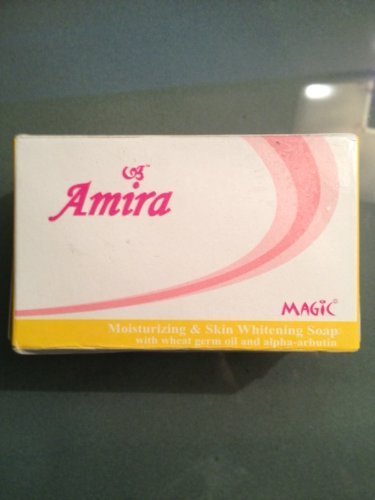 Amira
MAGIC
Moisturizing & Skin Whitening Soap
with wheat germ oil and alpha-arbutin